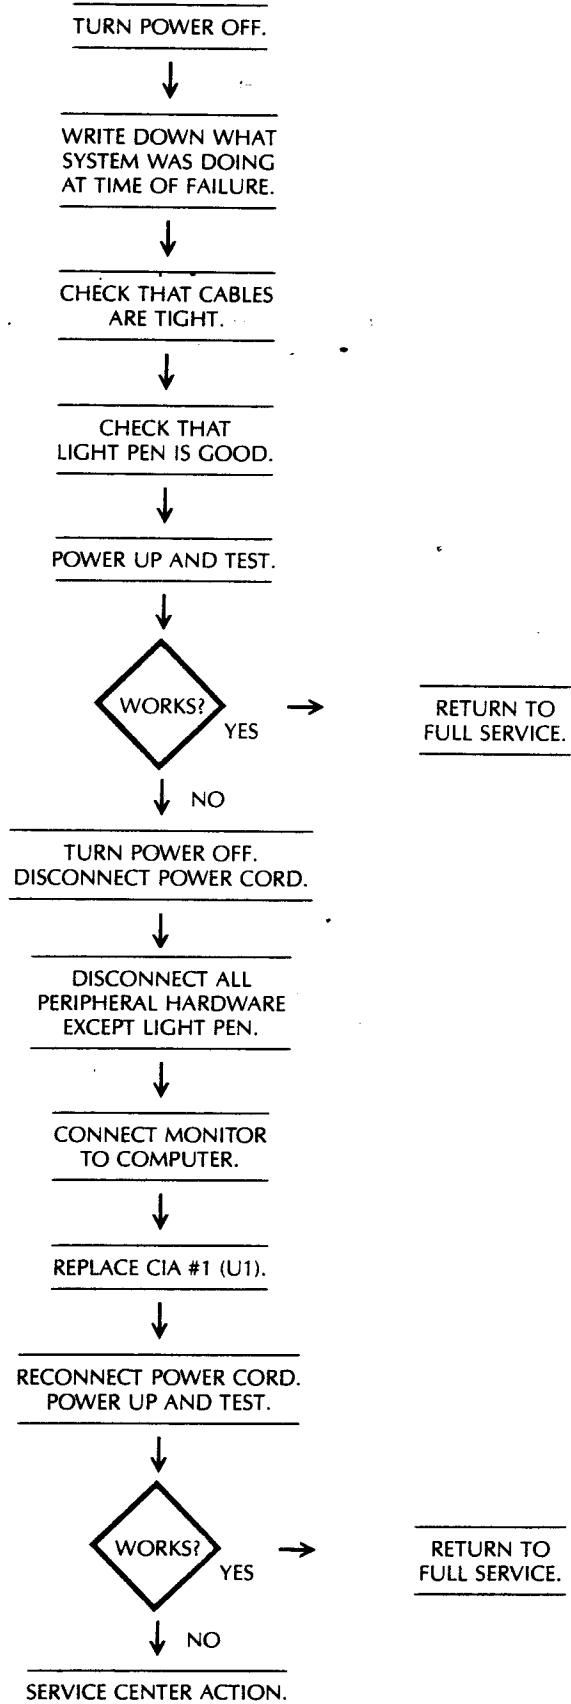 TURN POWER OFF.
WRITE DOWN WHAT
SYSTEM WAS DOING
AT TIME OF FAILURE.
CHECK THAT CABLES
ARE TIGHT.
CHECK THAT
LIGHT PEN IS GOOD.
POWER UP AND TEST.
WORKS?
YES
RETURN TO
FULL SERVICE.
NO
TURN POWER OFF.
DISCONNECT POWER CORD.
DISCONNECT ALL
PERIPHERAL HARDWARE
EXCEPT LIGHT PEN.
CONNECT MONITOR
TO COMPUTER.
REPLACE CIA #1 (U1).
RECONNECT POWER CORD.
POWER UP AND TEST.
WORKS?
YES
RETURN TO
FULL SERVICE.
NO
SERVICE CENTER ACTION.